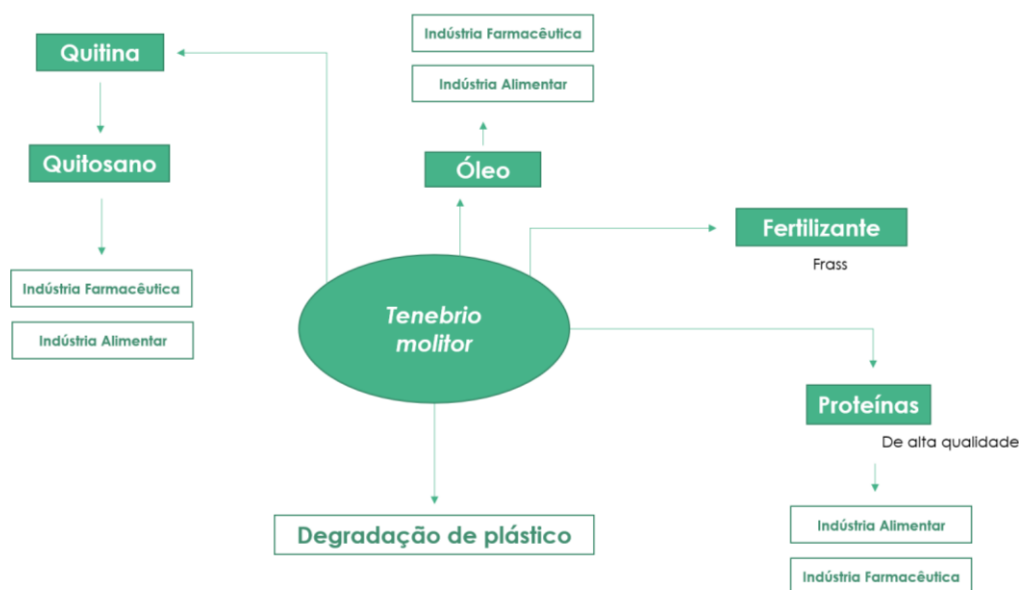 Quitina
Quitosano
Indústria Farmacêutica
Indústria Alimentar
Indústria Farmacêutica
Indústria Alimentar
Óleo
Fertilizante
Frass
Tenebrio
molitor
Proteínas
De alta qualidade
Indústria Alimentar
Indústria Farmacêutica
Degradação de plástico